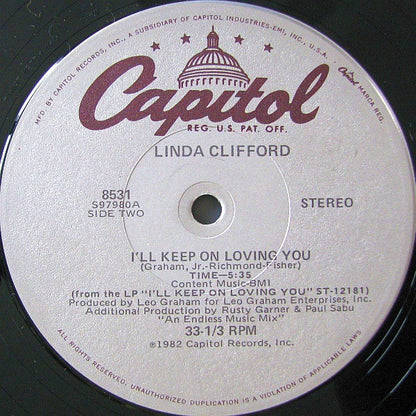 MFD. BY CAPITOL RECORDS, INC., A SUBSIDIARY OF CAPITOL INDUSTRIES-EMI, INC., U.S.A.
Capitol MARCA REG.
Capitol
REG. U.S. PAT. OFF.
LINDA CLIFFORD
8531
S97980A
SIDE TWO
STEREO
I'LL KEEP ON LOVING YOU
(Graham, Jr.-Richmond-Fisher)
TIME—5:35
Content Music-BMI
(from the LP "I'LL KEEP ON LOVING YOU" ST-12181)
Produced by Leo Graham for Leo Graham Enterprises, Inc.
Additional Production by Rusty Garner & Paul Sabu
"An Endless Music Mix"
33-1/3 RPM
©1982 Capitol Records, Inc.
ALL RIGHTS RESERVED. UNAUTHORIZED DUPLICATION IS A VIOLATION OF APPLICABLE LAWS